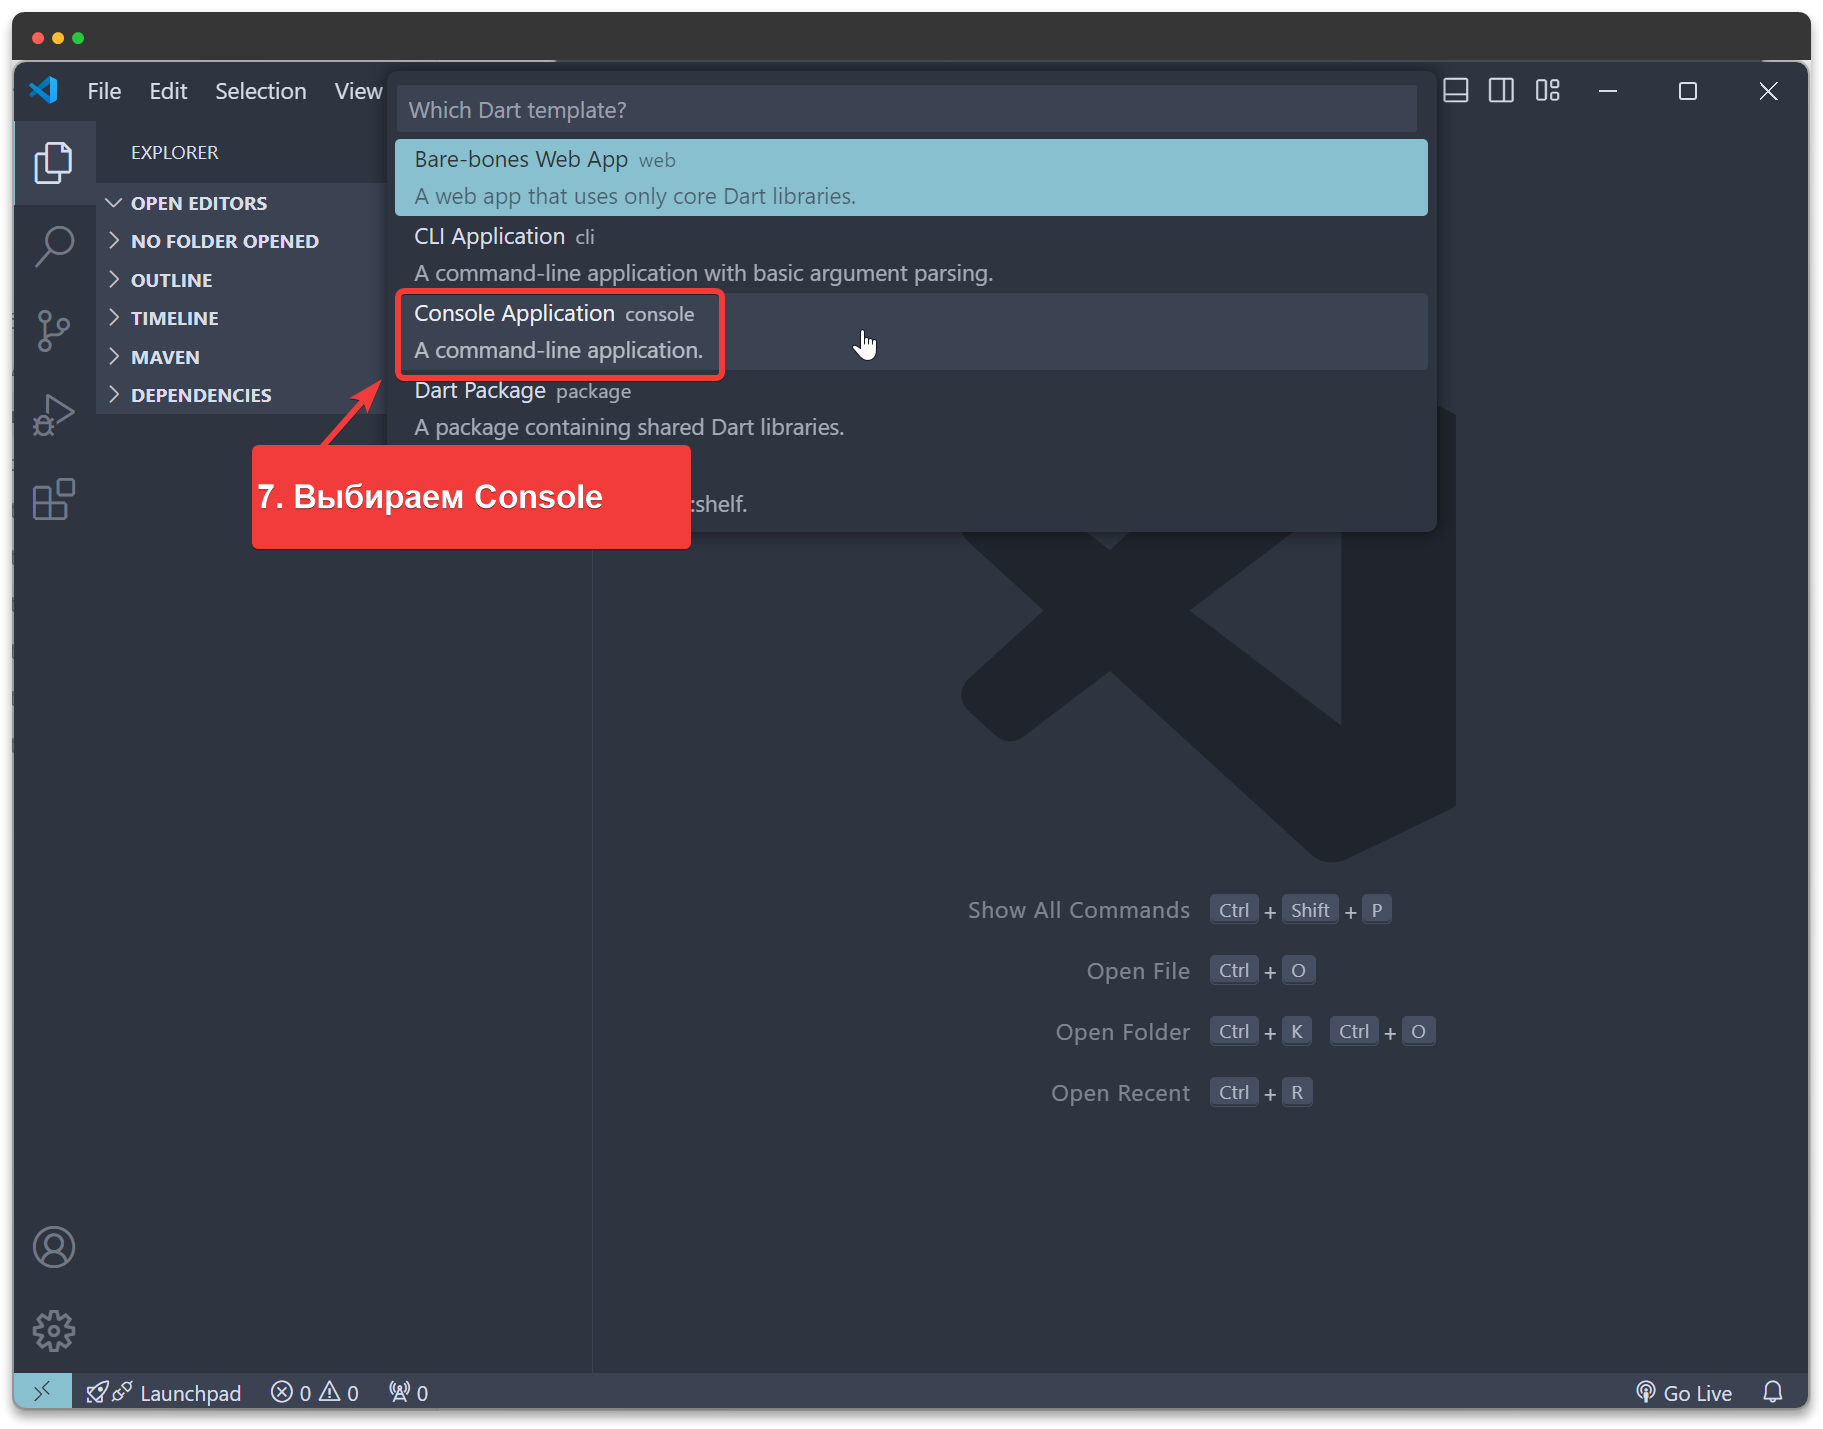 File Edit Selection View
Which Dart template?
Bare-bones Web App web
A web app that uses only core Dart libraries.
CLI Application cli
A command-line application with basic argument parsing.
Console Application console
A command-line application.
Dart Package package
A package containing shared Dart libraries.
:shelf.
7. Выбираем Console
EXPLORER
OPEN EDITORS
NO FOLDER OPENED
OUTLINE
TIMELINE
MAVEN
DEPENDENCIES
Show All Commands Ctrl + Shift + P
Open File Ctrl + O
Open Folder Ctrl + K Ctrl + O
Open Recent Ctrl + R
Launchpad 0 0 0
Go Live